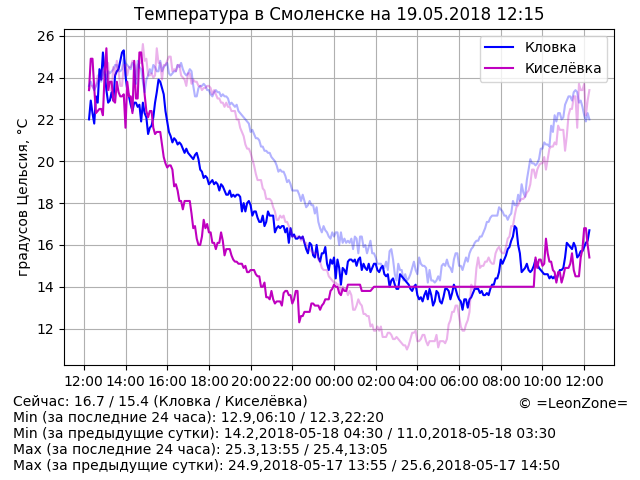 Температура в Смоленске на 19.05.2018 12:15
Кловка
Киселёвка
градусов Цельсия, °C
26
24
22
20
18
16
14
12
12:00 14:00 16:00 18:00 20:00 22:00 00:00 02:00 04:00 06:00 08:00 10:00 12:00
Сейчас: 16.7 / 15.4 (Кловка / Киселёвка)
© =LeonZone=
Min (за последние 24 часа): 12.9,06:10 / 12.3,22:20
Min (за предыдущие сутки): 14.2,2018-05-18 04:30 / 11.0,2018-05-18 03:30
Max (за последние 24 часа): 25.3,13:55 / 25.4,13:05
Max (за предыдущие сутки): 24.9,2018-05-17 13:55 / 25.6,2018-05-17 14:50